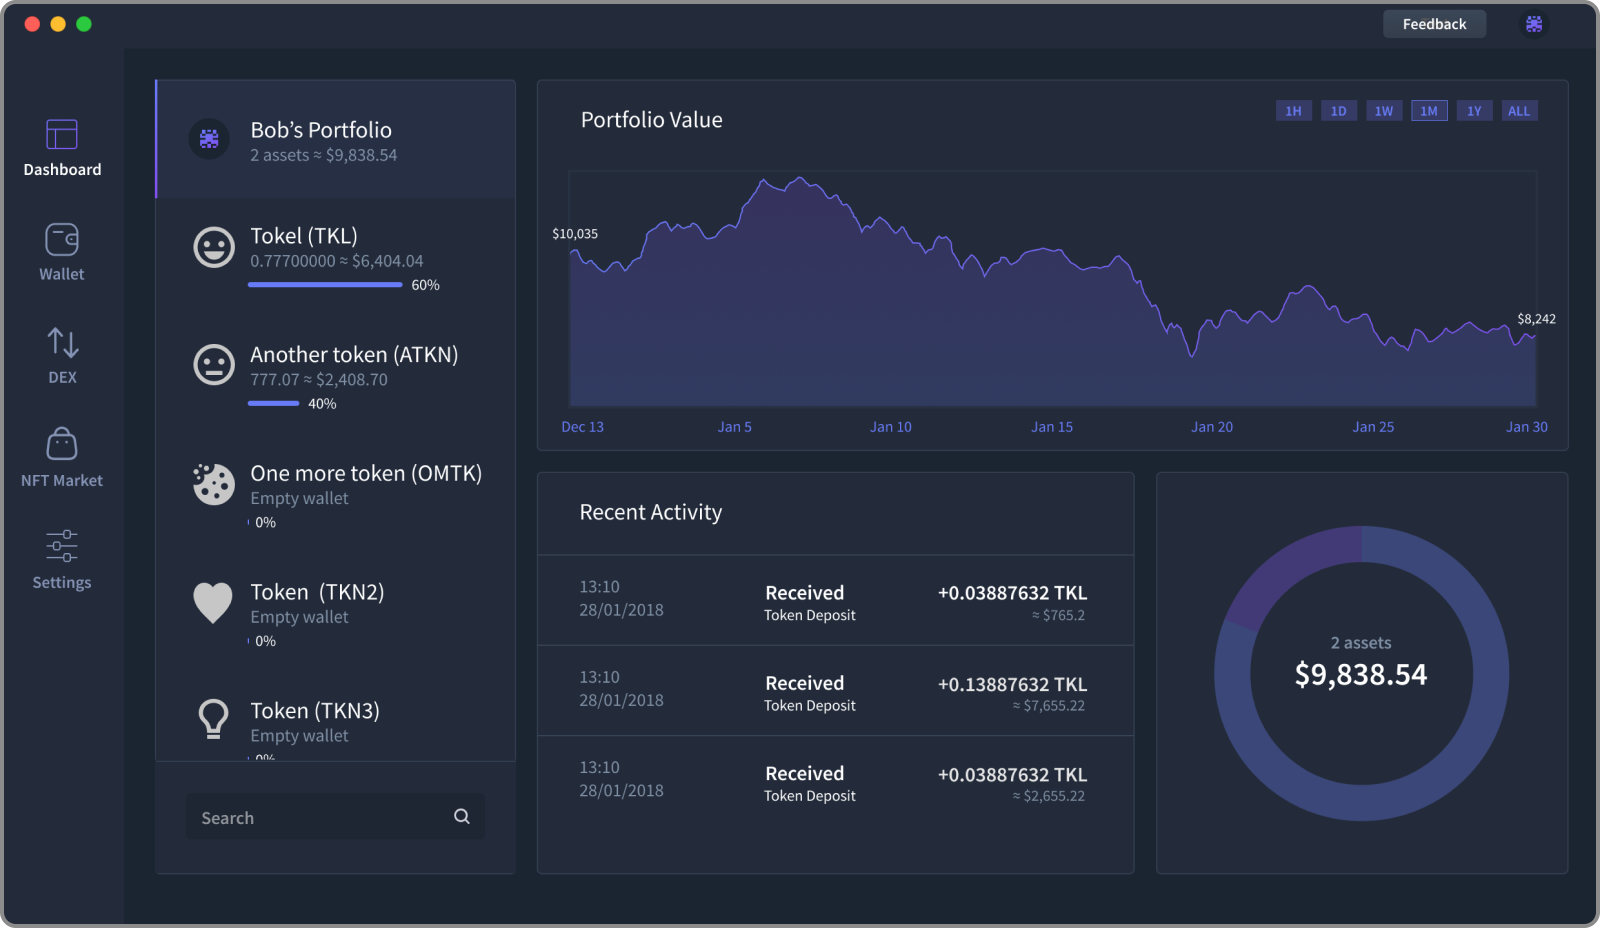 Feedback
Dashboard
Wallet
DEX
NFT Market
Settings
Bob’s Portfolio
2 assets ≈ $9,838.54
Tokel (TKL)
0.77700000 ≈ $6,404.04
60%
Another token (ATKN)
777.07 ≈ $2,408.70
40%
One more token (OMTK)
Empty wallet
0%
Token (TKN2)
Empty wallet
0%
Token (TKN3)
Empty wallet
0%
Search
Portfolio Value
1H 1D 1W 1M 1Y ALL
$10,035
$8,242
Dec 13 Jan 5 Jan 10 Jan 15 Jan 20 Jan 25 Jan 30
Recent Activity
13:10 Received +0.03887632 TKL
28/01/2018 Token Deposit ≈ $765.2
13:10 Received +0.13887632 TKL
28/01/2018 Token Deposit ≈ $7,655.22
13:10 Received +0.03887632 TKL
28/01/2018 Token Deposit ≈ $2,655.22
2 assets
$9,838.54